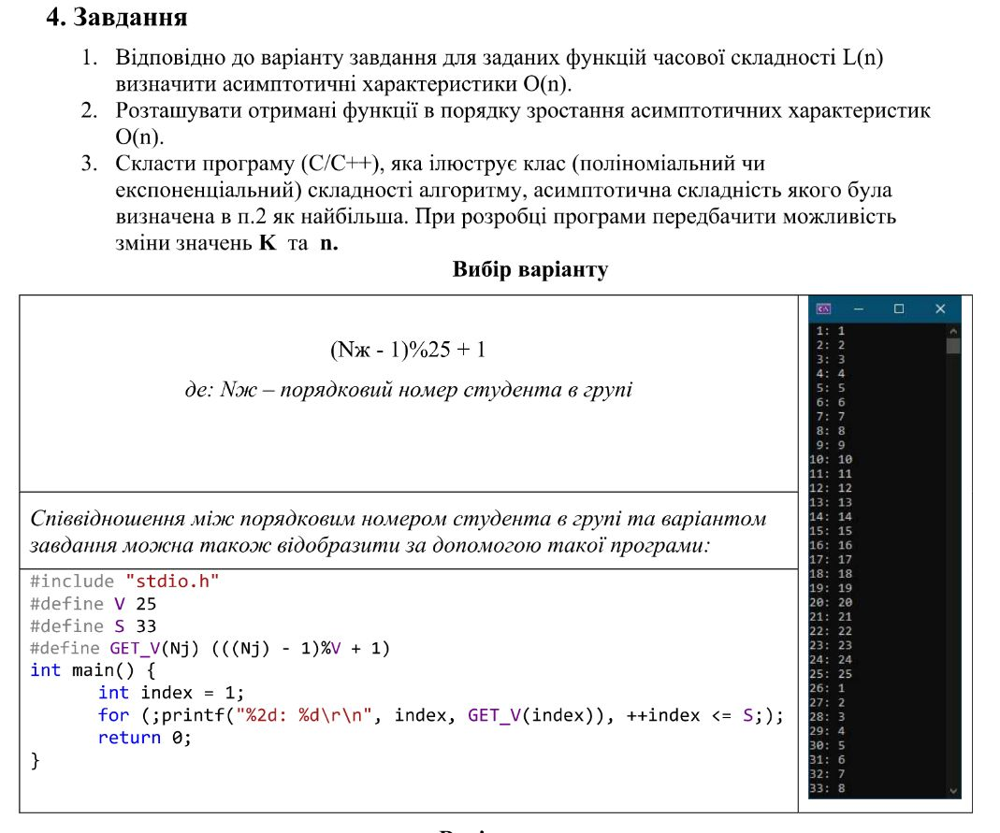 4. Завдання
1. Відповідно до варіанту завдання для заданих функцій часової складності L(n)
визначити асимптотичні характеристики O(n).
2. Розташувати отримані функції в порядку зростання асимптотичних характеристик
O(n).
3. Скласти програму (C/C++), яка ілюструє клас (поліноміальний чи
експоненціальний) складності алгоритму, асимптотична складність якого була
визначена в п.2 як найбільша. При розробці програми передбачити можливість
зміни значень K та n.
Вибір варіанту
(Nж - 1)%25 + 1
де: Nж – порядковий номер студента в групі
Співвідношення між порядковим номером студента в групі та варіантом
завдання можна також відобразити за допомогою такої програми:
#include "stdio.h"
#define V 25
#define S 33
#define GET_V(Nj) (((Nj) - 1)%V + 1)
int main() {
int index = 1;
for (;printf("%2d: %d\r\n", index, GET_V(index)), ++index <= S;);
return 0;
}
C:\
1: 1
2: 2
3: 3
4: 4
5: 5
6: 6
7: 7
8: 8
9: 9
10: 10
11: 11
12: 12
13: 13
14: 14
15: 15
16: 16
17: 17
18: 18
19: 19
20: 20
21: 21
22: 22
23: 23
24: 24
25: 25
26: 1
27: 2
28: 3
29: 4
30: 5
31: 6
32: 7
33: 8